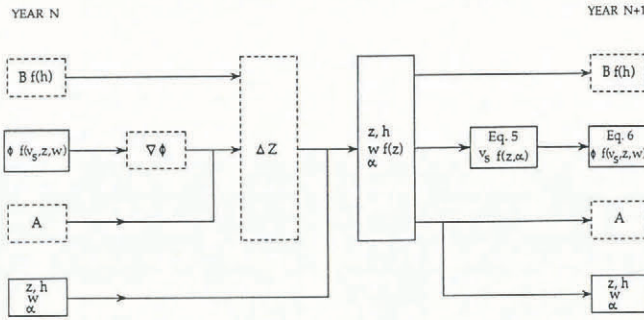 YEAR N
YEAR N+1
B f(h)
Φ f(vs,z,w)
∇Φ
A
z, h
w
α
ΔZ
z, h
w f(z)
α
Eq. 5
vs f(z,α)
B f(h)
Eq. 6
Φ f(vs,z,w)
A
z, h
w
α